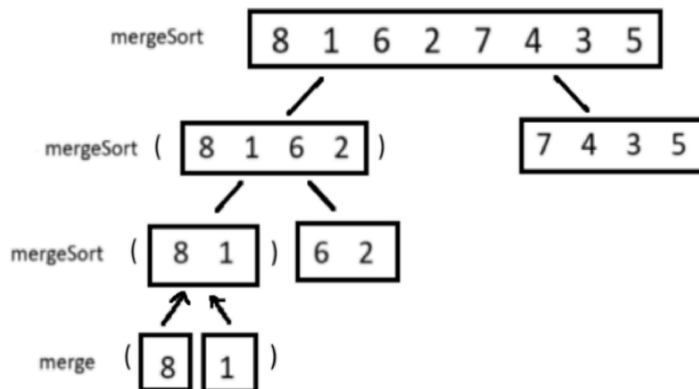 mergeSort 8 1 6 2 7 4 3 5
mergeSort ( 8 1 6 2 ) 7 4 3 5
mergeSort ( 8 1 ) 6 2
merge ( 8 1 )